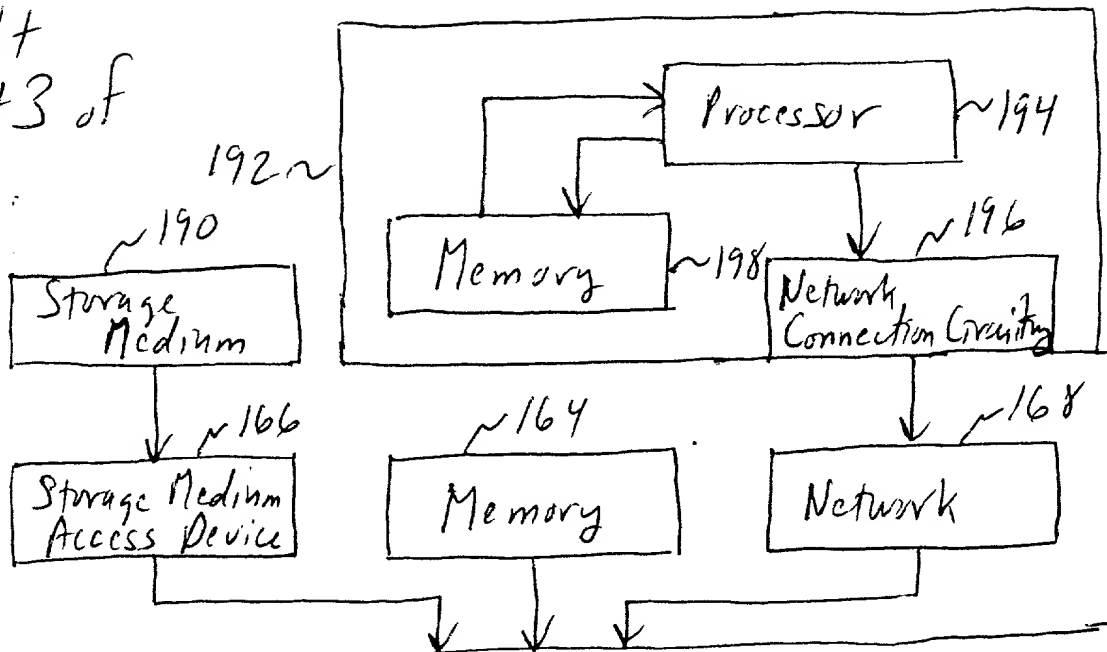 3 of
Processor
~194
192~
~190
Memory
~198
~196
Network
Connection Circuitry
Storage
Medium
~166
~164
~168
Storage Medium
Access Device
Memory
Network